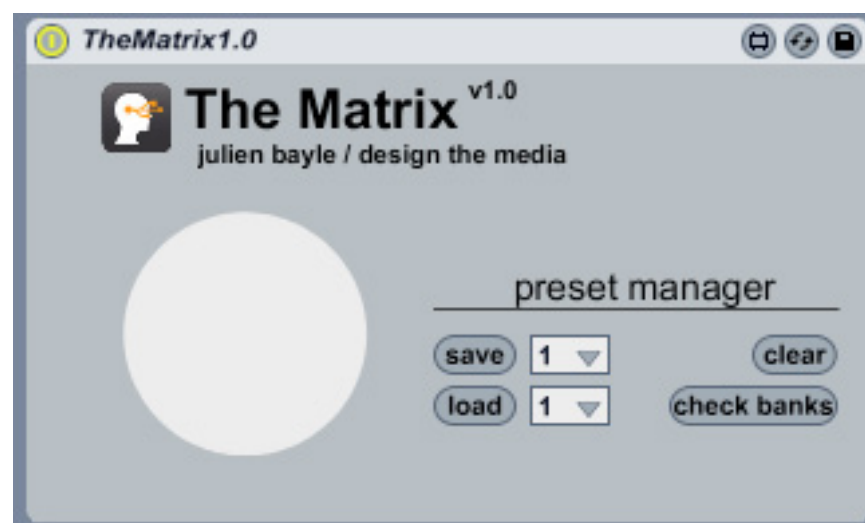 TheMatrix1.0
The Matrix v1.0
julien bayle / design the media
preset manager
save 1 clear
load 1 check banks